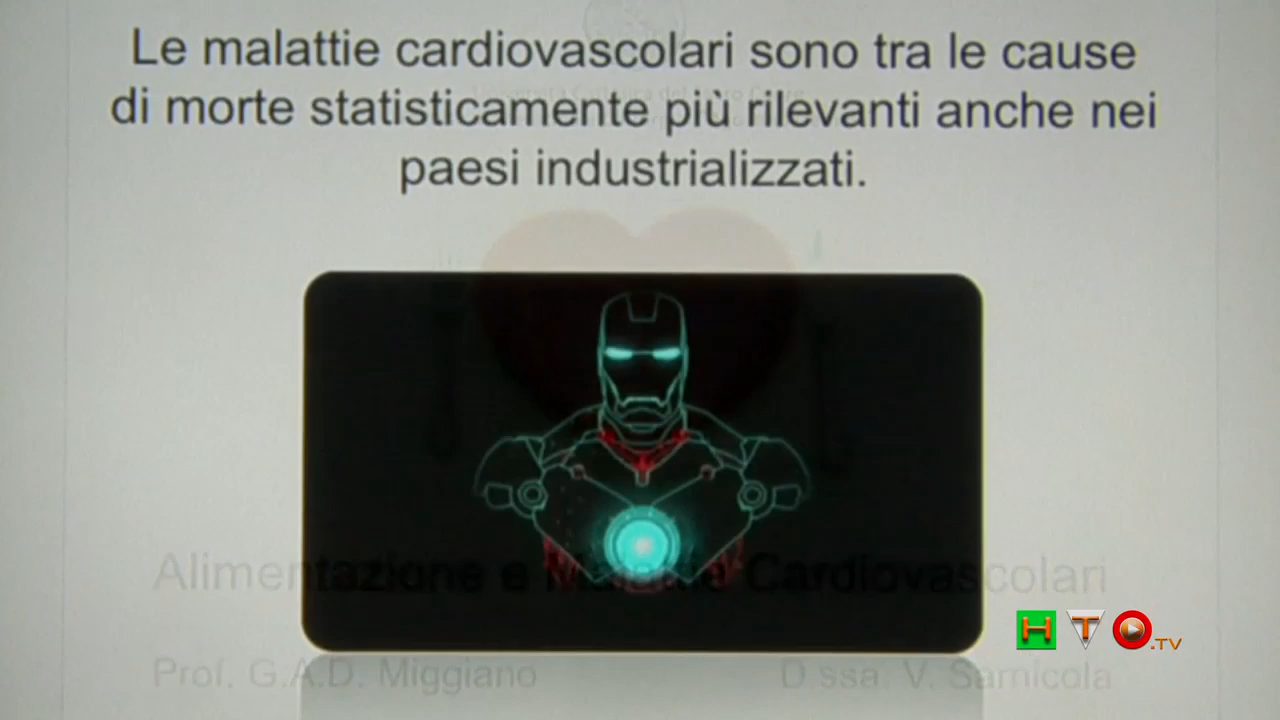 Le malattie cardiovascolari sono tra le cause
di morte statisticamente più rilevanti anche nei
paesi industrializzati.
Alimentazione e Malattie Cardiovascolari
HTO.TV
Prof. G.A.D. Miggiano D.ssa. V. Samicola